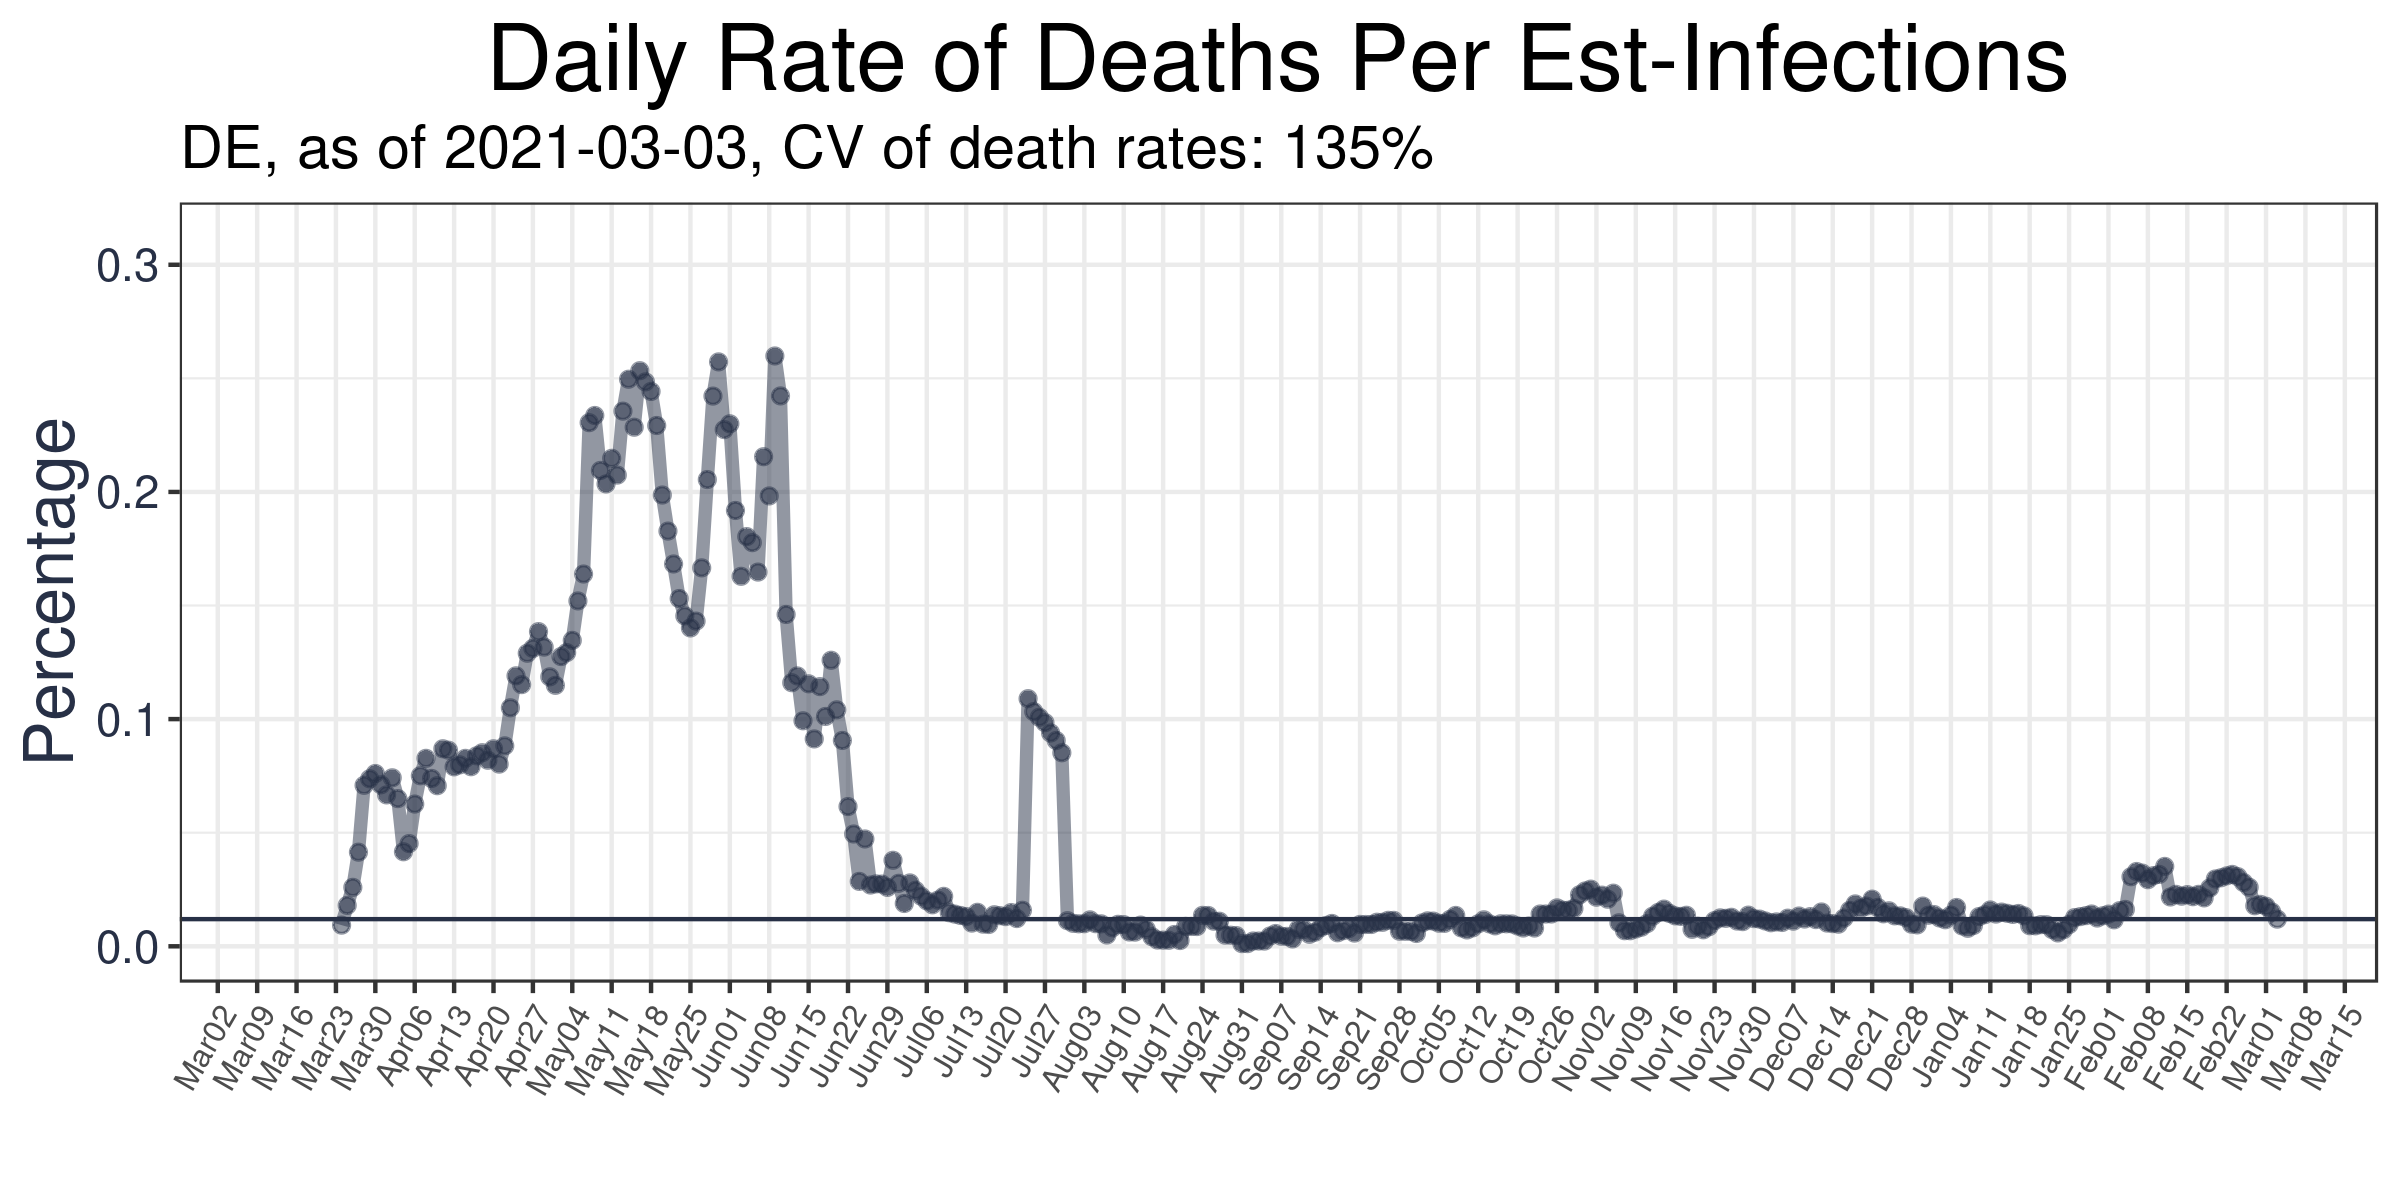 Daily Rate of Deaths Per Est-Infections
DE, as of 2021-03-03, CV of death rates: 135%
Percentage
0.3
0.2
0.1
0.0
Mar02
Mar09
Mar16
Mar23
Mar30
Apr06
Apr13
Apr20
Apr27
May04
May11
May18
May25
Jun01
Jun08
Jun15
Jun22
Jun29
Jul06
Jul13
Jul20
Jul27
Aug03
Aug10
Aug17
Aug24
Aug31
Sep07
Sep14
Sep21
Sep28
Oct05
Oct12
Oct19
Oct26
Nov02
Nov09
Nov16
Nov23
Nov30
Dec07
Dec14
Dec21
Dec28
Jan04
Jan11
Jan18
Jan25
Feb01
Feb08
Feb15
Feb22
Mar01
Mar08
Mar15